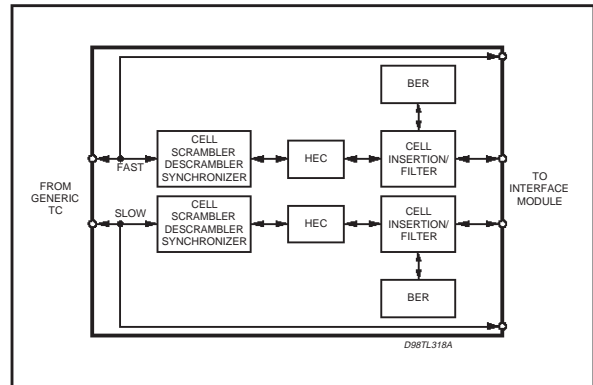 BER
CELL
SCRAMBLER
DESCRAMBLER
SYNCHRONIZER
HEC
CELL
INSERTION/
FILTER
FAST
FROM
GENERIC
TC
TO
INTERFACE
MODULE
SLOW
CELL
SCRAMBLER
DESCRAMBLER
SYNCHRONIZER
HEC
CELL
INSERTION/
FILTER
BER
D98TL318A